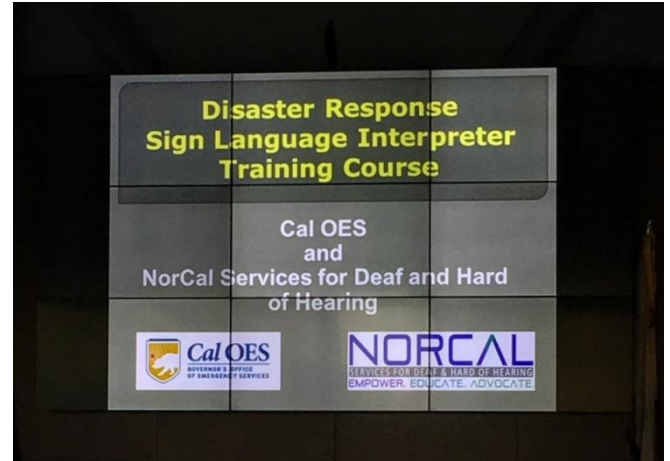 Disaster Response
Sign Language Interpreter
Training Course
Cal OES
and
NorCal Services for Deaf and Hard
of Hearing
Cal OES
GOVERNOR'S OFFICE
OF EMERGENCY SERVICES
NORCAL
SERVICES FOR DEAF & HARD OF HEARING
EMPOWER. EDUCATE. ADVOCATE